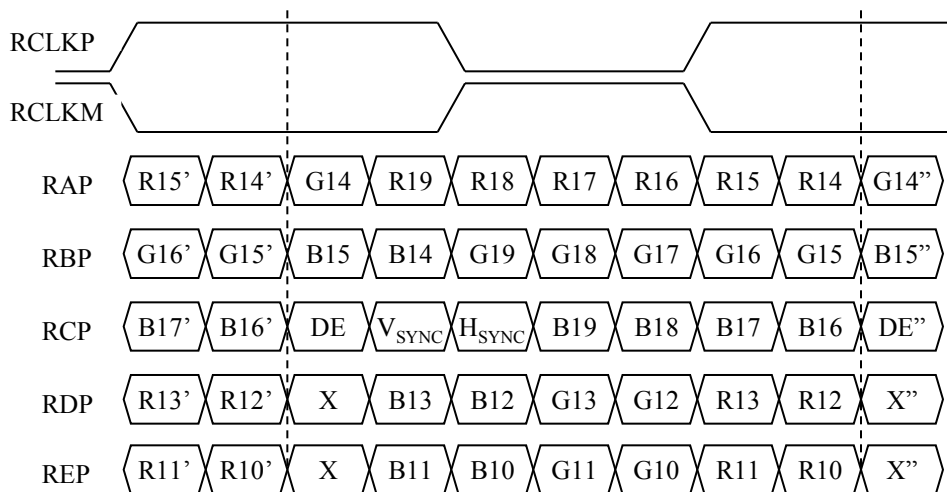 RCLKP
RCLKM
RAP R15’ R14’ G14 R19 R18 R17 R16 R15 R14 G14”
RBP G16’ G15’ B15 B14 G19 G18 G17 G16 G15 B15”
RCP B17’ B16’ DE VSYNC HSYNC B19 B18 B17 B16 DE”
RDP R13’ R12’ X B13 B12 G13 G12 R13 R12 X”
REP R11’ R10’ X B11 B10 G11 G10 R11 R10 X”